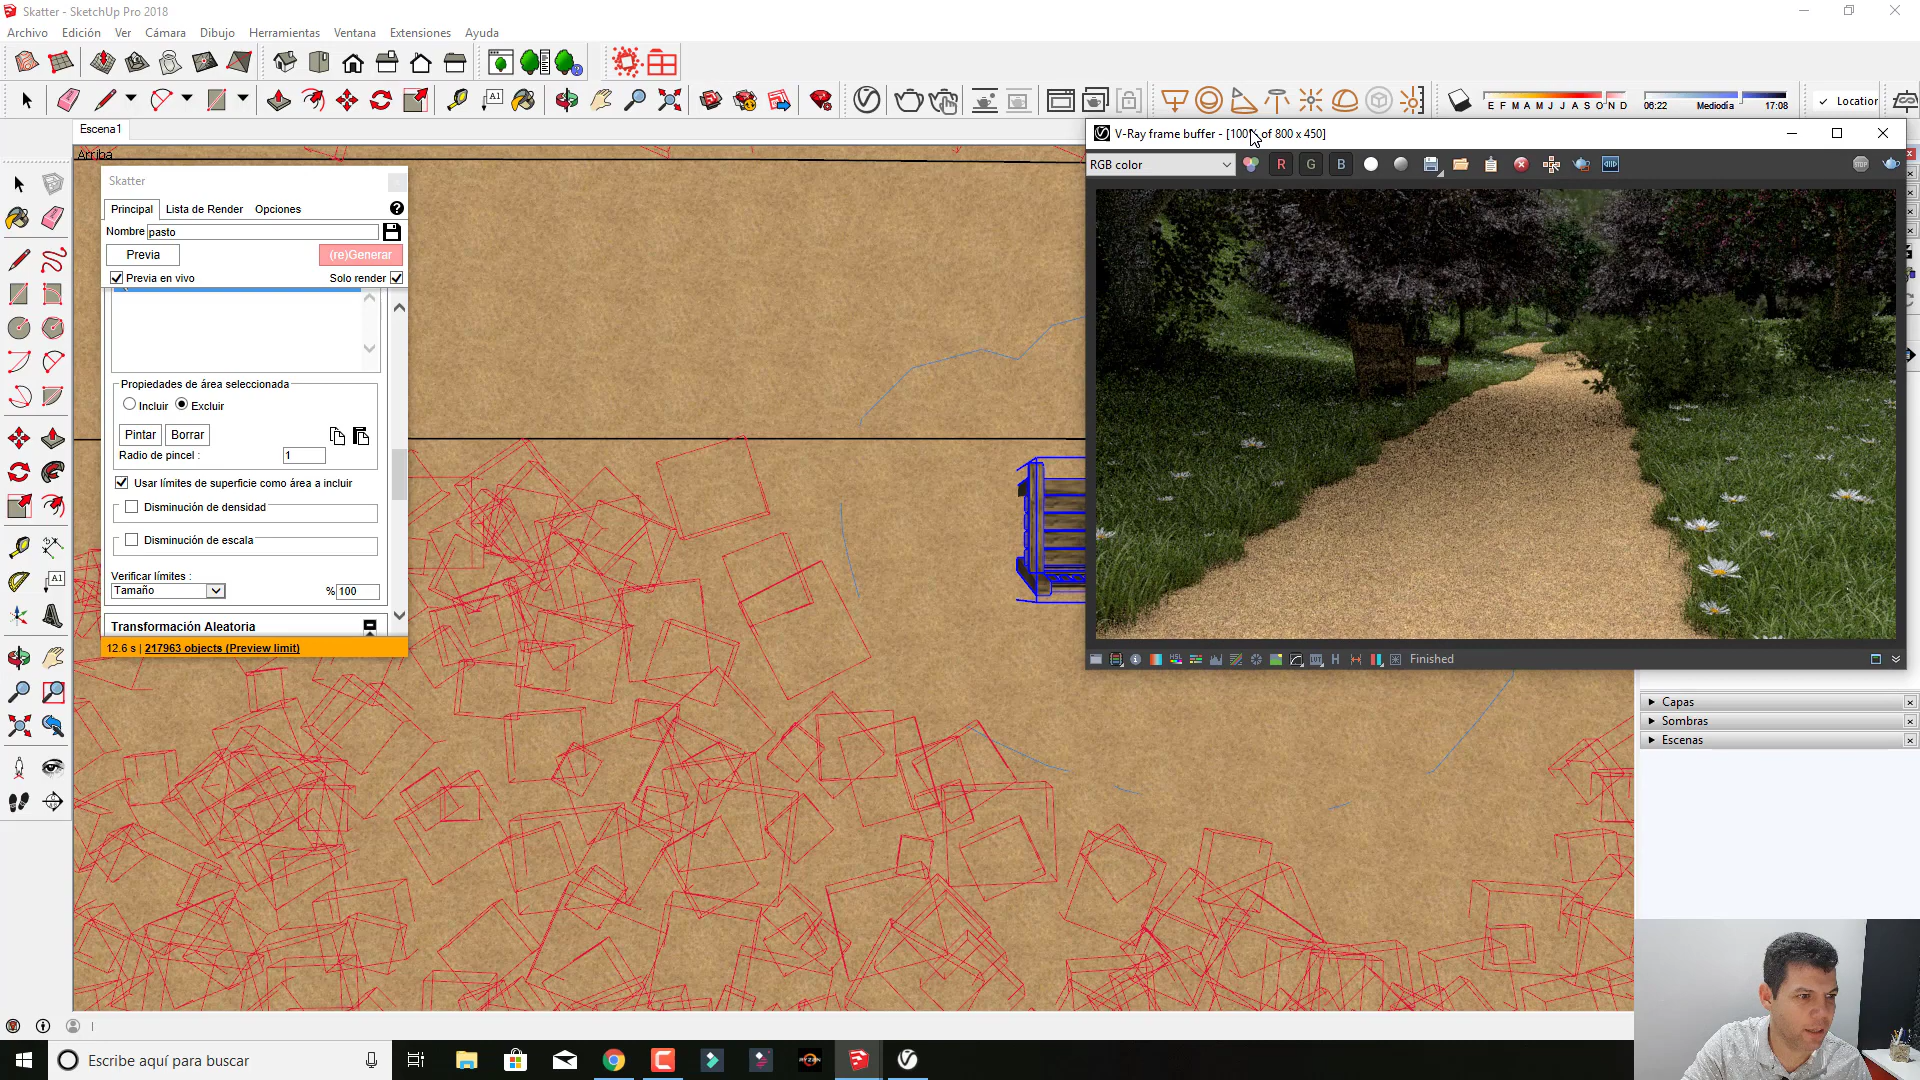 Skatter - SketchUp Pro 2018
Archivo Edición Ver Cámara Dibujo Herramientas Ventana Extensiones Ayuda
A1
E F M A M J J A S O N D
06:22 Mediodía 17:08
Location
Escena1
Arriba
V-Ray frame buffer - [100% of 800 x 450]
RGB color
R G B
Skatter
Principal Lista de Render Opciones
Nombre pasto
Previa (re)Generar
Previa en vivo Solo render
Propiedades de área seleccionada
Incluir Excluir
Pintar Borrar
Radio de pincel : 1
Usar límites de superficie como área a incluir
Disminución de densidad
Disminución de escala
Verificar límites :
Tamaño % 100
Transformación Aleatoria
12.6 s | 217963 objects (Preview limit)
A1
HSL
H
Finished
Capas
Sombras
Escenas
Escribe aquí para buscar
RYZEN